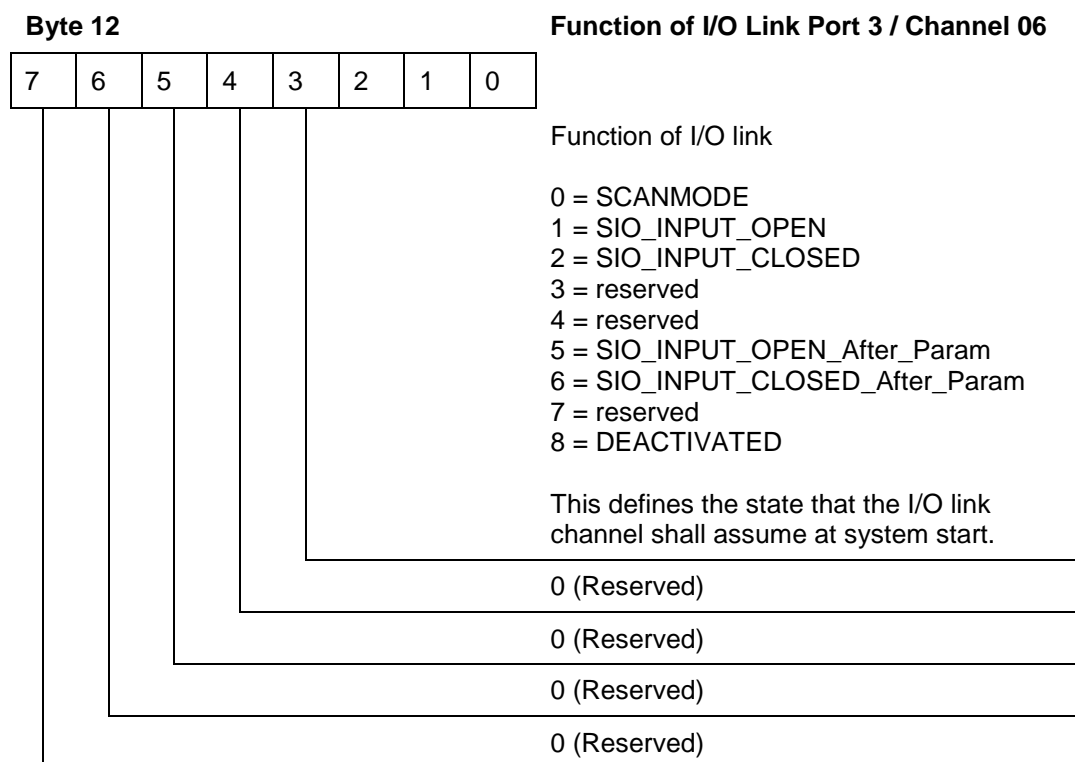 Byte 12 Function of I/O Link Port 3 / Channel 06
7 6 5 4 3 2 1 0
Function of I/O link
0 = SCANMODE
1 = SIO_INPUT_OPEN
2 = SIO_INPUT_CLOSED
3 = reserved
4 = reserved
5 = SIO_INPUT_OPEN_After_Param
6 = SIO_INPUT_CLOSED_After_Param
7 = reserved
8 = DEACTIVATED
This defines the state that the I/O link
channel shall assume at system start.
0 (Reserved)
0 (Reserved)
0 (Reserved)
0 (Reserved)